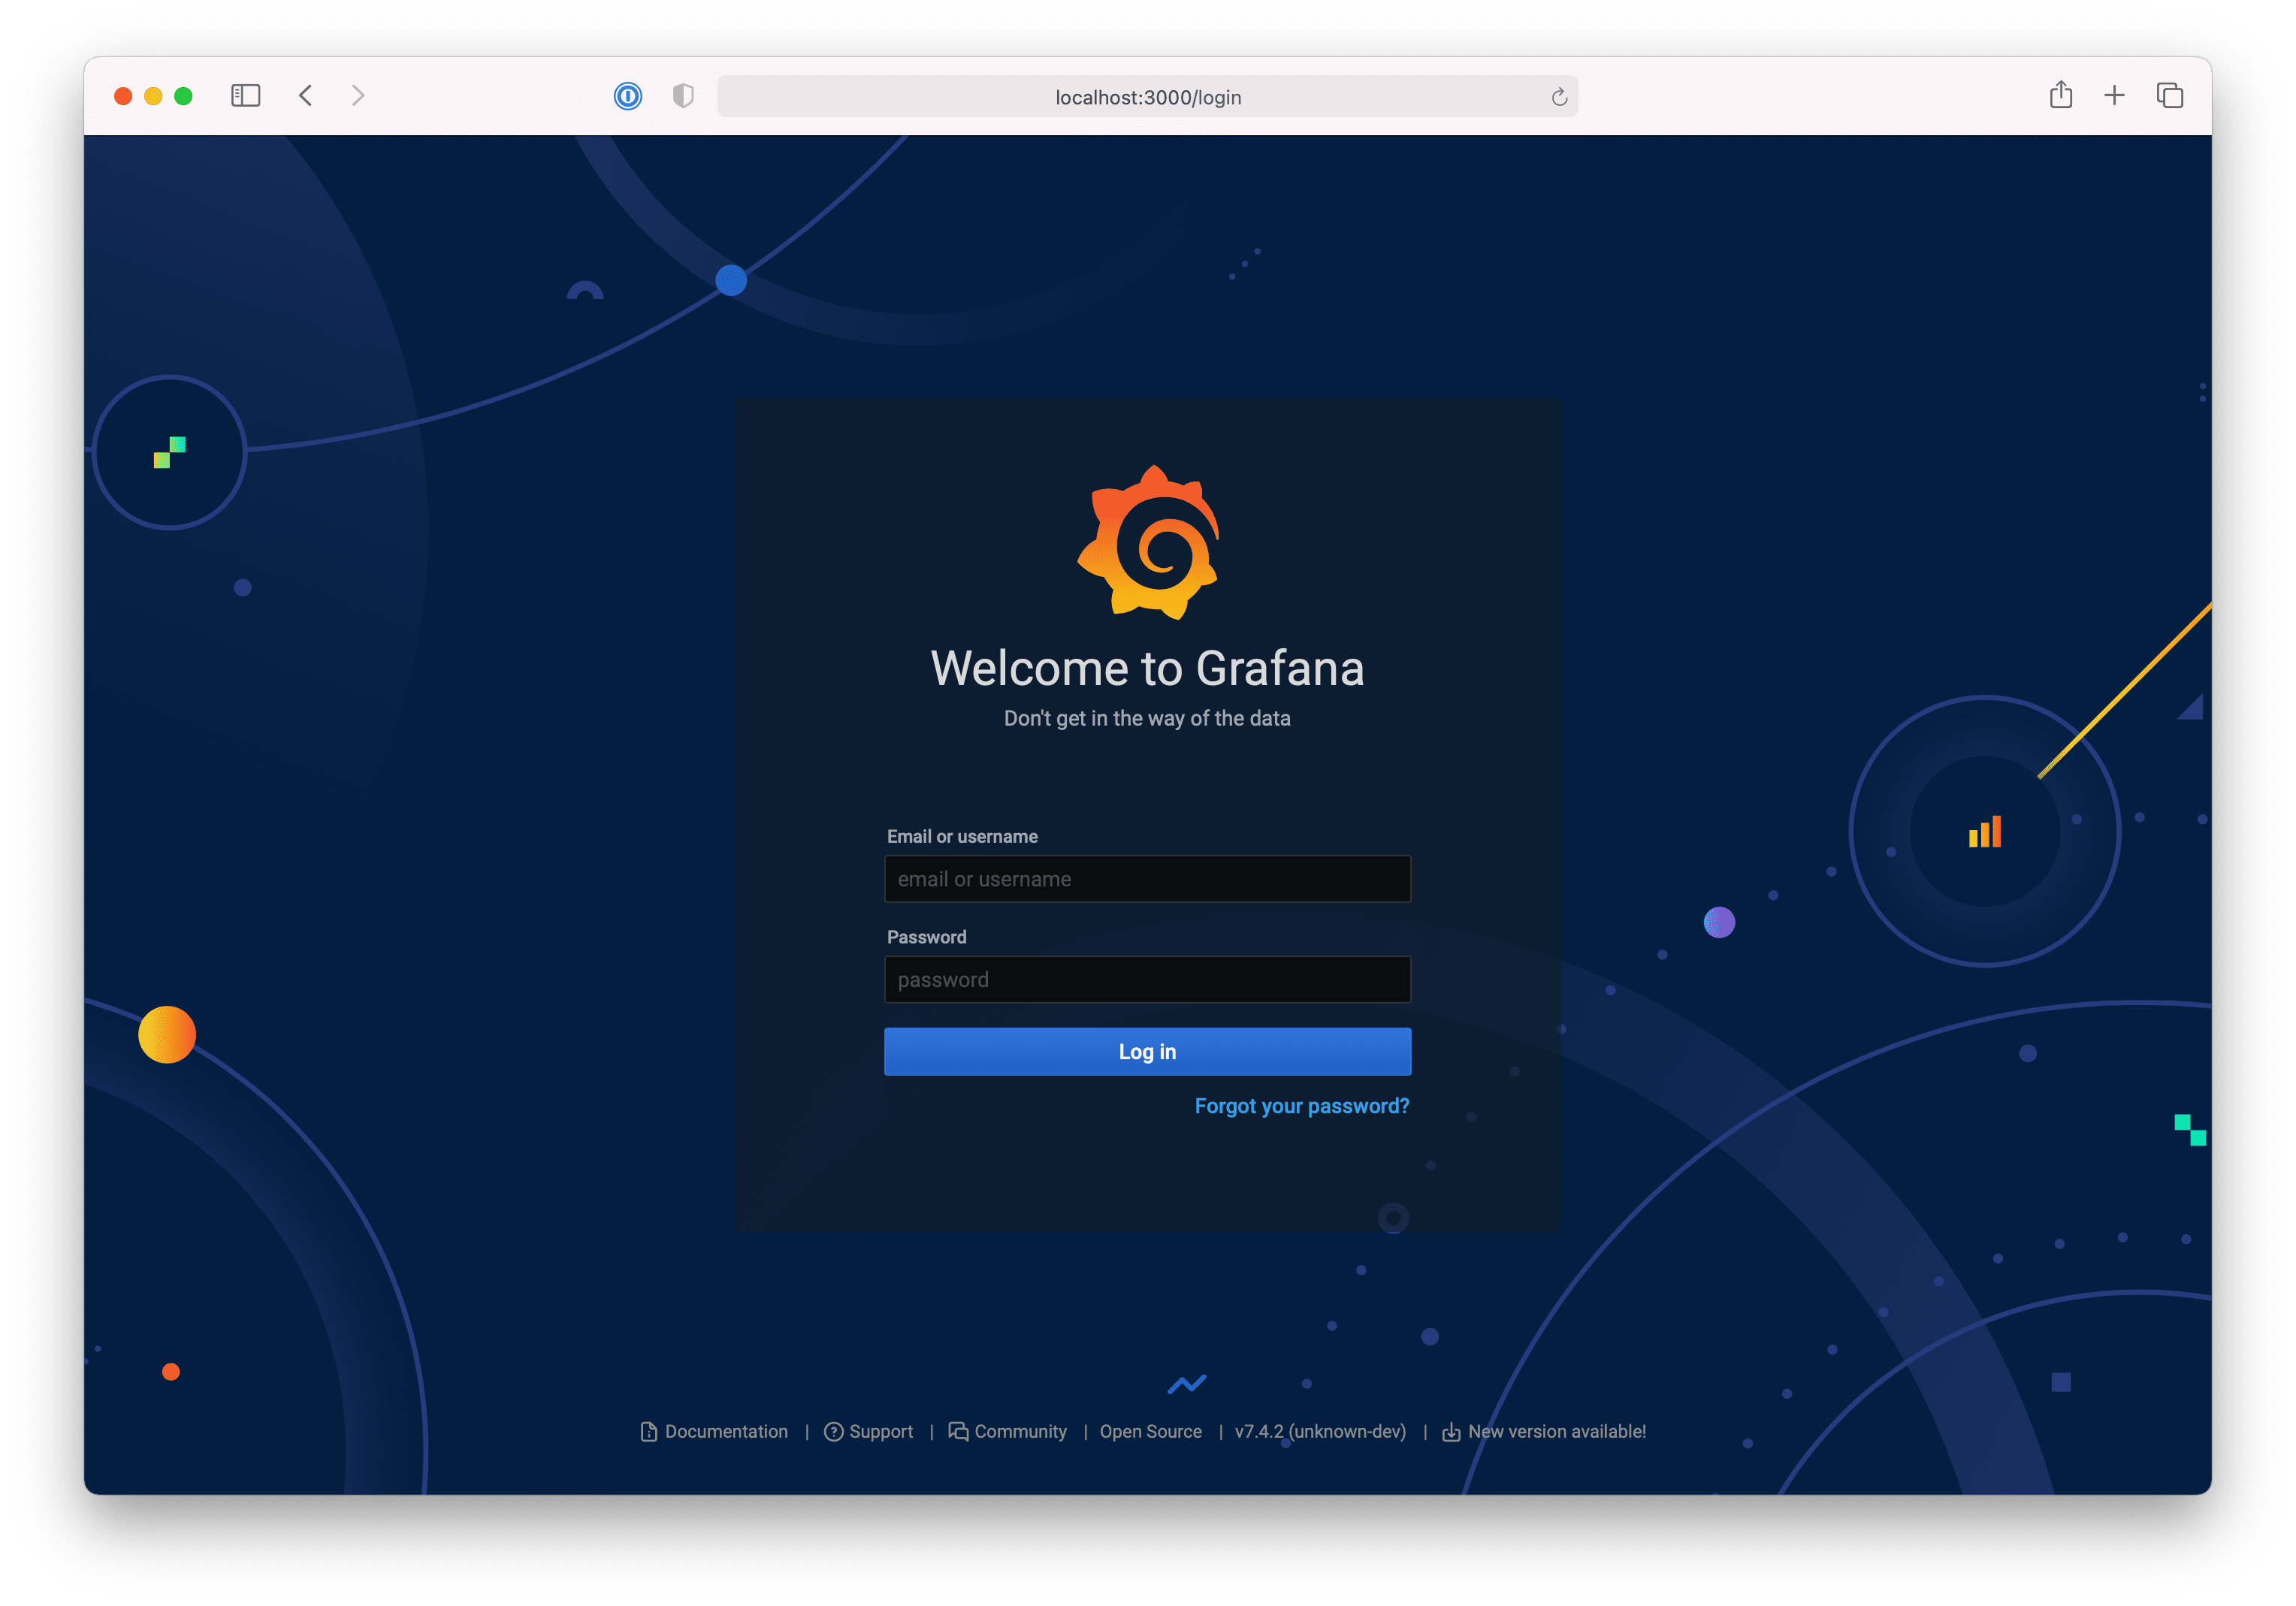 localhost:3000/login
Welcome to Grafana
Don't get in the way of the data
Email or username
email or username
Password
password
Log in
Forgot your password?
Documentation | Support | Community | Open Source | v7.4.2 (unknown-dev) | New version available!